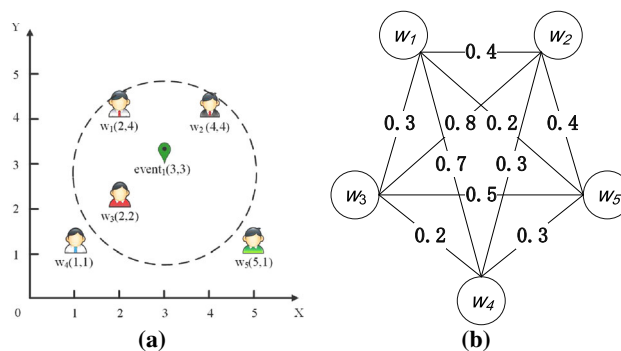 Y
5
4
3
2
1
0
1
2
3
4
5
X
w1(2,4)
w2(4,4)
event1(3,3)
w3(2,2)
w4(1,1)
w5(5,1)
(a)
w1
w2
0.4
0.3
0.8
0.2
0.4
0.7
0.3
w3
0.5
w5
0.2
0.3
w4
(b)